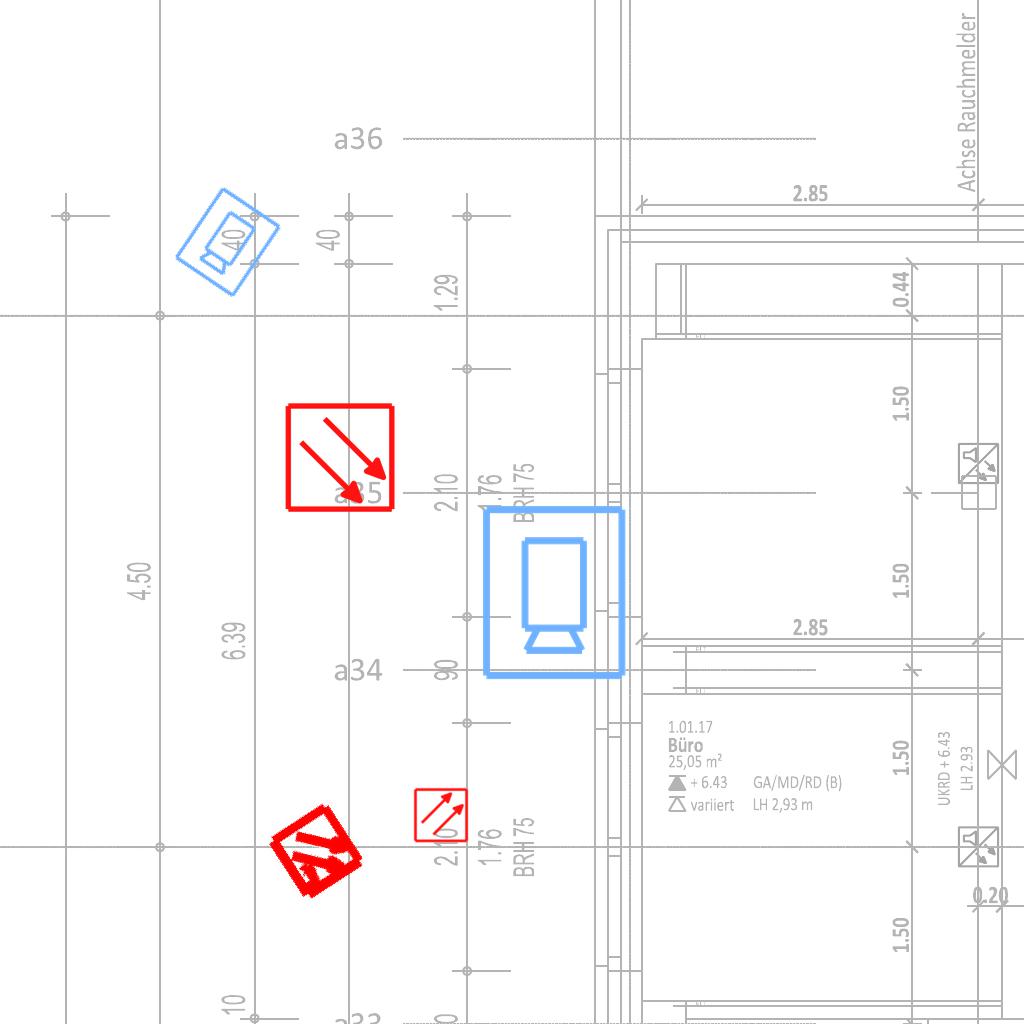 Achse Rauchmelder
a36
2.85
40
40
1.29
0.44
1.50
2.10
1.76
BRH 75
a35
1.50
4.50
6.39
2.85
a34
90
1.01.17
Büro
25,05 m²
+ 6.43 GA/MD/RD (B)
variiert LH 2,93 m
UKRD + 6.43
LH 2.93
1.50
2.10
1.76
BRH 75
0.20
1.50
10
a33